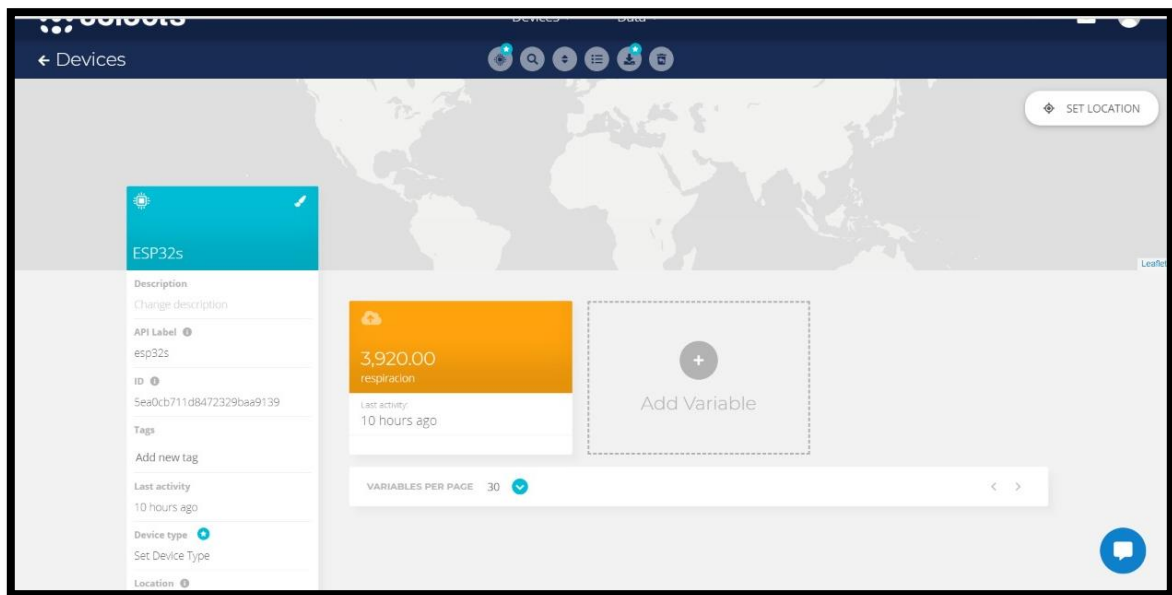 Devices Data
← Devices
SET LOCATION
ESP32s
Leaflet
Description
Change description
API Label
esp32s
ID
5ea0cb711d8472329baa9139
Tags
Add new tag
Last activity
10 hours ago
Device type
Set Device Type
Location
3,920.00
respiracion
Last activity:
10 hours ago
Add Variable
VARIABLES PER PAGE 30